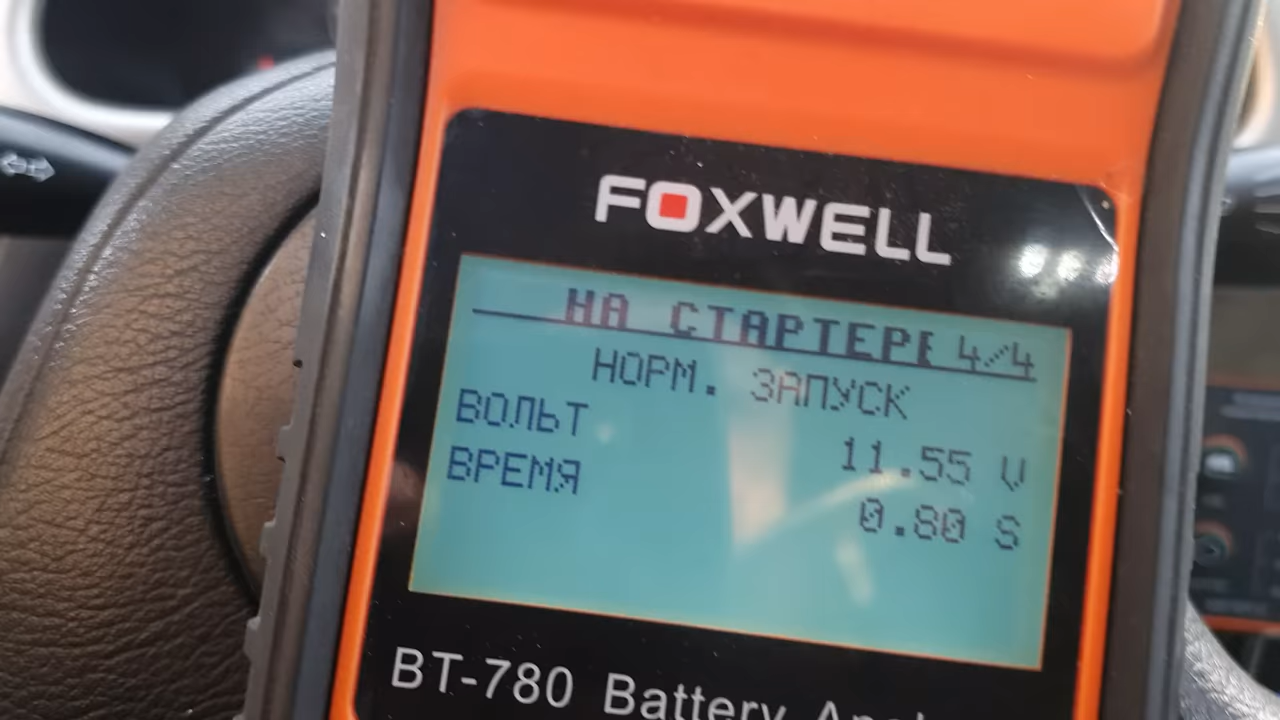 FOXWELL
НА СТАРТЕРЕ 4/4
НОРМ. ЗАПУСК
ВОЛЬТ 11.55 V
ВРЕМЯ 0.80 S
BT-780 Battery